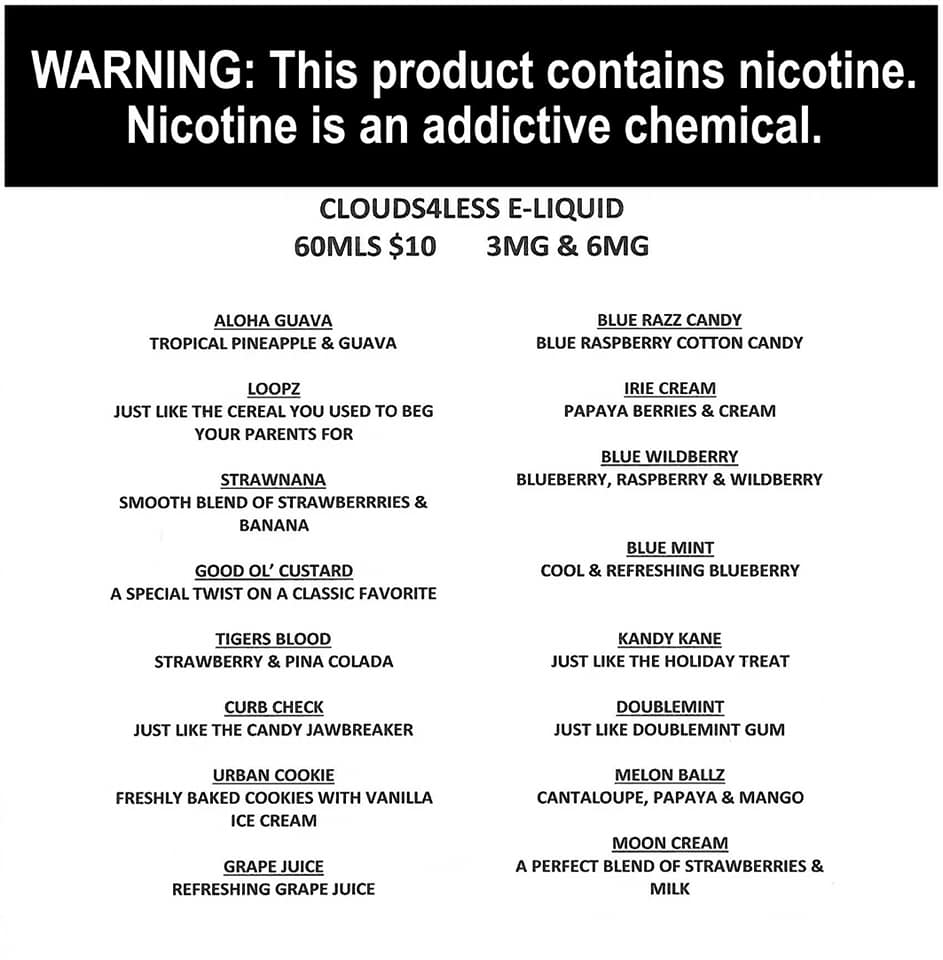 WARNING: This product contains nicotine.
Nicotine is an addictive chemical.
CLOUDS4LESS E-LIQUID
60MLS $10 3MG & 6MG
ALOHA GUAVA
TROPICAL PINEAPPLE & GUAVA
LOOPZ
JUST LIKE THE CEREAL YOU USED TO BEG
YOUR PARENTS FOR
STRAWNANA
SMOOTH BLEND OF STRAWBERRRIES &
BANANA
GOOD OL’ CUSTARD
A SPECIAL TWIST ON A CLASSIC FAVORITE
TIGERS BLOOD
STRAWBERRY & PINA COLADA
CURB CHECK
JUST LIKE THE CANDY JAWBREAKER
URBAN COOKIE
FRESHLY BAKED COOKIES WITH VANILLA
ICE CREAM
GRAPE JUICE
REFRESHING GRAPE JUICE
BLUE RAZZ CANDY
BLUE RASPBERRY COTTON CANDY
IRIE CREAM
PAPAYA BERRIES & CREAM
BLUE WILDBERRY
BLUEBERRY, RASPBERRY & WILDBERRY
BLUE MINT
COOL & REFRESHING BLUEBERRY
KANDY KANE
JUST LIKE THE HOLIDAY TREAT
DOUBLEMINT
JUST LIKE DOUBLEMINT GUM
MELON BALLZ
CANTALOUPE, PAPAYA & MANGO
MOON CREAM
A PERFECT BLEND OF STRAWBERRIES &
MILK